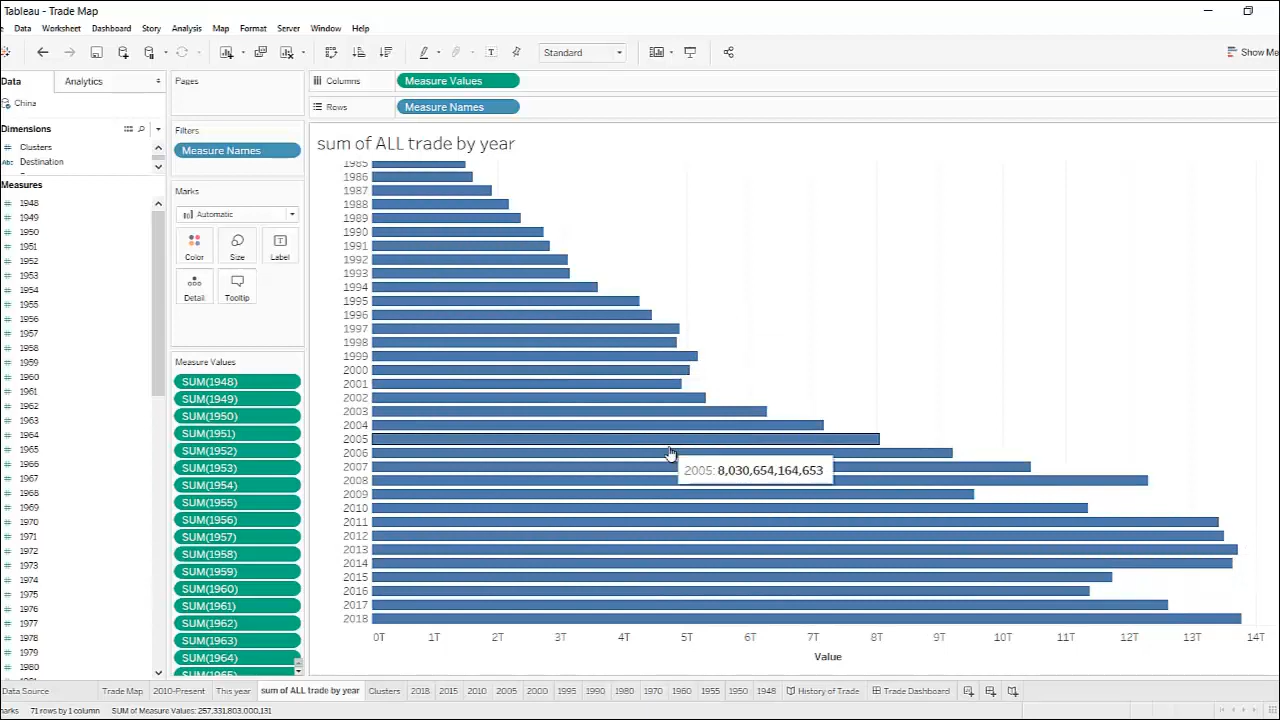 Tableau - Trade Map
Data Worksheet Dashboard Story Analysis Map Format Server Window Help
Standard
Show Me
Data Analytics
China
Dimensions
Clusters
Abc Destination
Measures
1948
1949
1950
1951
1952
1953
1954
1955
1956
1957
1958
1959
1960
1961
1962
1963
1964
1965
1966
1967
1968
1969
1970
1971
1972
1973
1974
1975
1976
1977
1978
1979
1980
Pages
Filters
Measure Names
Marks
Automatic
Color Size Label
Detail Tooltip
Measure Values
SUM(1948)
SUM(1949)
SUM(1950)
SUM(1951)
SUM(1952)
SUM(1953)
SUM(1954)
SUM(1955)
SUM(1956)
SUM(1957)
SUM(1958)
SUM(1959)
SUM(1960)
SUM(1961)
SUM(1962)
SUM(1963)
SUM(1964)
SUM(1965)
Columns Measure Values
Rows Measure Names
sum of ALL trade by year
1985
1986
1987
1988
1989
1990
1991
1992
1993
1994
1995
1996
1997
1998
1999
2000
2001
2002
2003
2004
2005
2006
2007
2008
2009
2010
2011
2012
2013
2014
2015
2016
2017
2018
2005: 8,030,654,164,653
0T 1T 2T 3T 4T 5T 6T 7T 8T 9T 10T 11T 12T 13T 14T
Value
Data Source Trade Map 2010-Present This year sum of ALL trade by year Clusters 2018 2015 2010 2005 2000 1995 1990 1980 1970 1960 1955 1950 1948 History of Trade Trade Dashboard
marks 71 rows by 1 column SUM of Measure Values: 257,331,803,000,131